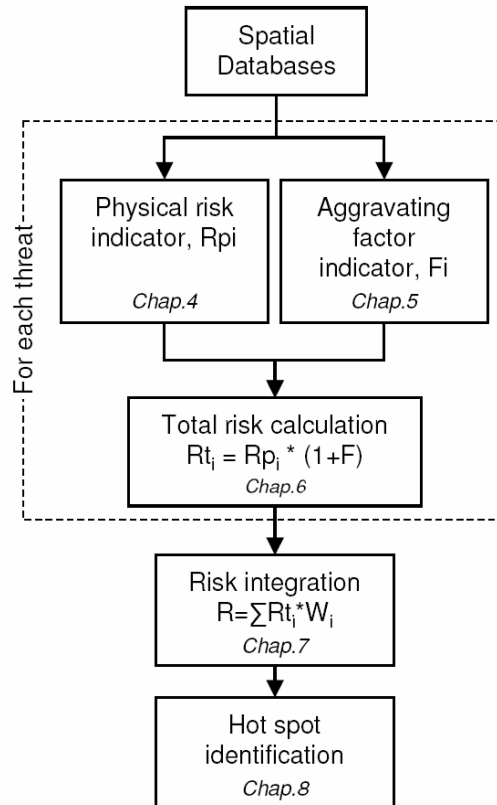 Spatial
Databases
For each threat
Physical risk
indicator, Rpi
Chap.4
Aggravating
factor
indicator, Fi
Chap.5
Total risk calculation
Rtᵢ = Rpᵢ * (1+F)
Chap.6
Risk integration
R=∑Rtᵢ*Wᵢ
Chap.7
Hot spot
identification
Chap.8